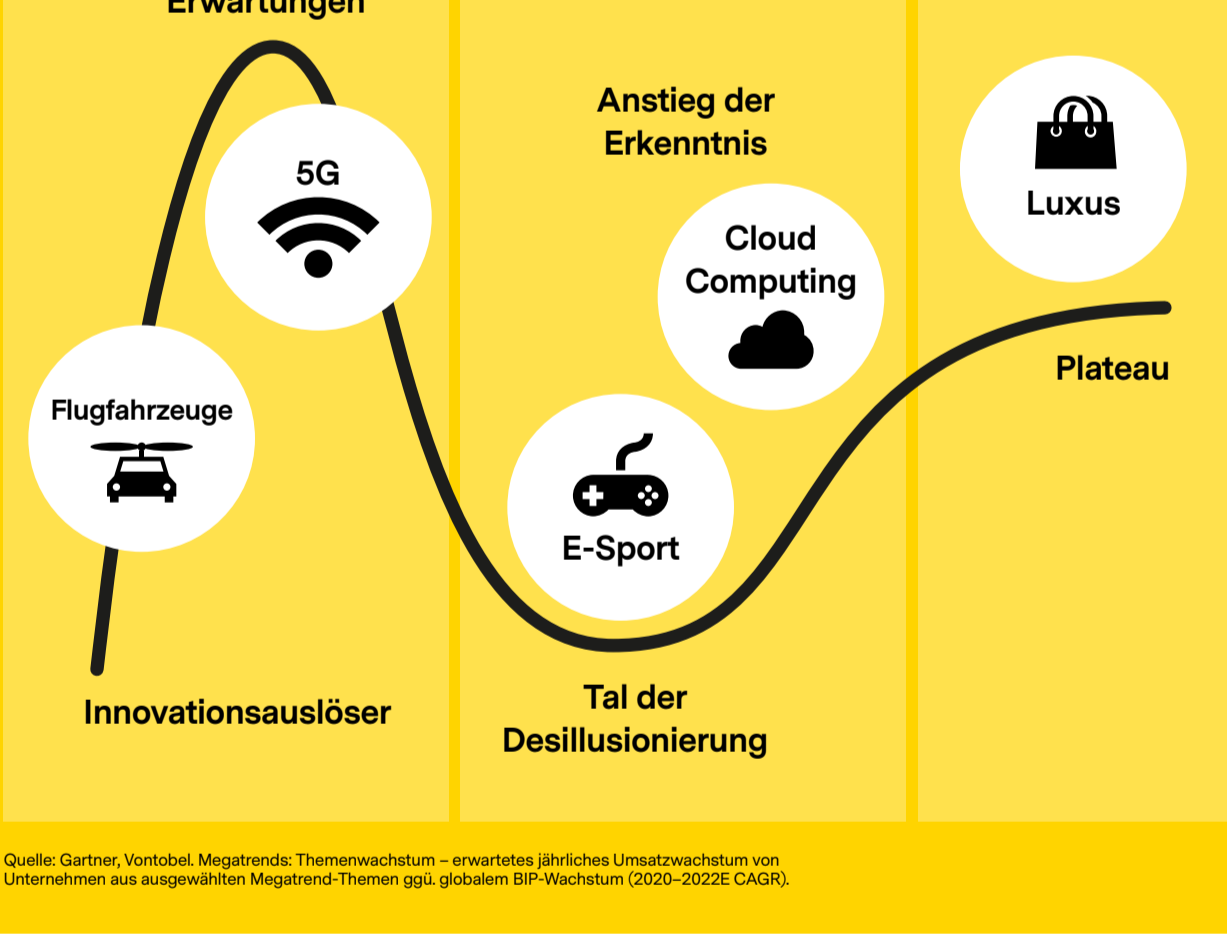 Erwartungen
5G
Flugfahrzeuge
Innovationsauslöser
Anstieg der
Erkenntnis
Cloud
Computing
E-Sport
Tal der
Desillusionierung
Luxus
Plateau
Quelle: Gartner, Vontobel. Megatrends: Themenwachstum – erwartetes jährliches Umsatzwachstum von
Unternehmen aus ausgewählten Megatrend-Themen ggü. globalem BIP-Wachstum (2020–2022E CAGR).